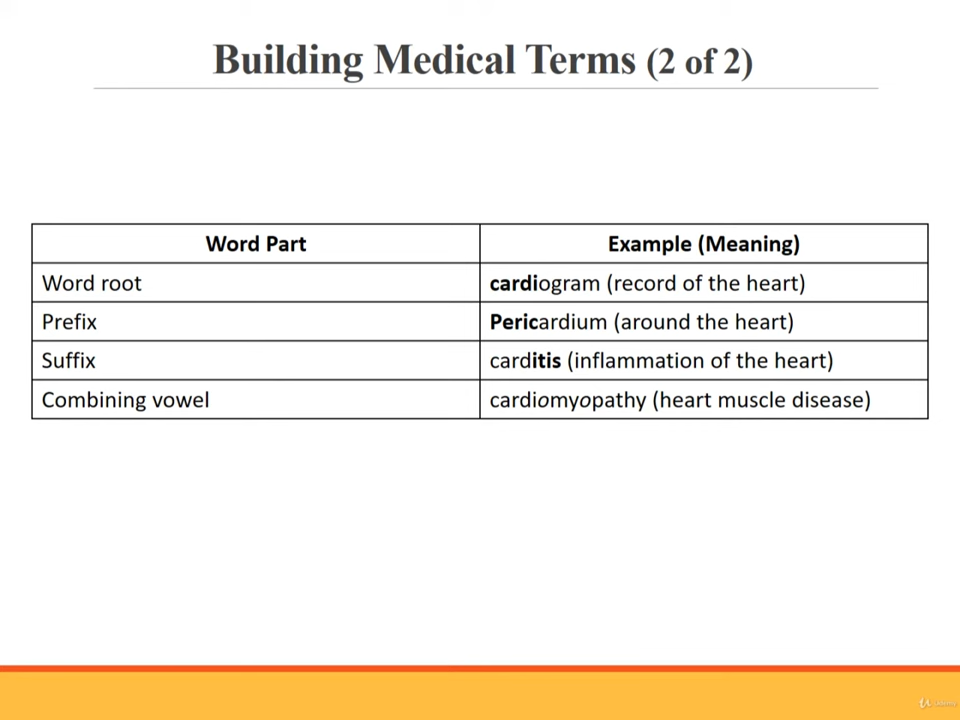 Building Medical Terms (2 of 2)
Word Part Example (Meaning)
Word root cardiogram (record of the heart)
Prefix Pericardium (around the heart)
Suffix carditis (inflammation of the heart)
Combining vowel cardiomyopathy (heart muscle disease)
Udemy